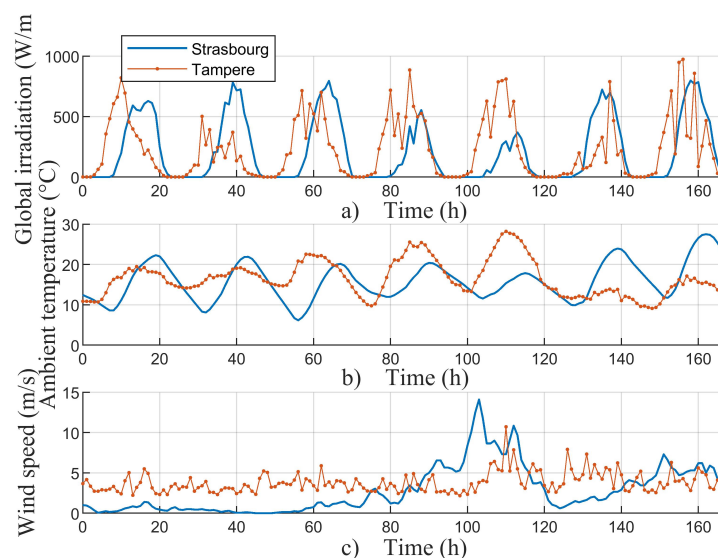 Global irradiation (W/m
1000
500
0
Strasbourg
Tampere
0 20 40 60 80 100 120 140 160
a) Time (h)
Ambient temperature (°C)
30
20
10
0
0 20 40 60 80 100 120 140 160
b) Time (h)
Wind speed (m/s)
15
10
5
0
0 20 40 60 80 100 120 140 160
c) Time (h)